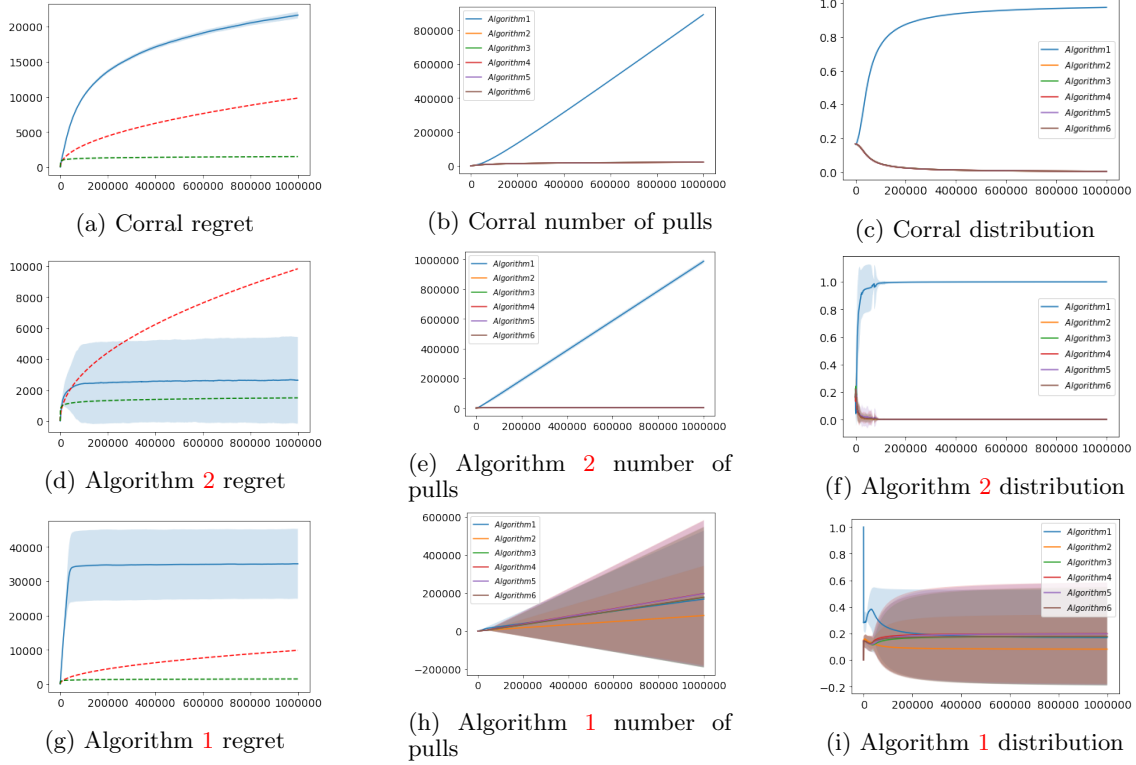 20000
15000
10000
5000
0
0 200000 400000 600000 800000 1000000
(a) Corral regret
800000
600000
400000
200000
0
Algorithm1
Algorithm2
Algorithm3
Algorithm4
Algorithm5
Algorithm6
0 200000 400000 600000 800000 1000000
(b) Corral number of pulls
1.0
0.8
0.6
0.4
0.2
0.0
Algorithm1
Algorithm2
Algorithm3
Algorithm4
Algorithm5
Algorithm6
0 200000 400000 600000 800000 1000000
(c) Corral distribution
10000
8000
6000
4000
2000
0
0 200000 400000 600000 800000 1000000
(d) Algorithm 2 regret
1000000
800000
600000
400000
200000
0
Algorithm1
Algorithm2
Algorithm3
Algorithm4
Algorithm5
Algorithm6
0 200000 400000 600000 800000 1000000
(e) Algorithm 2 number of
pulls
1.0
0.8
0.6
0.4
0.2
0.0
Algorithm1
Algorithm2
Algorithm3
Algorithm4
Algorithm5
Algorithm6
0 200000 400000 600000 800000 1000000
(f) Algorithm 2 distribution
40000
30000
20000
10000
0
0 200000 400000 600000 800000 1000000
(g) Algorithm 1 regret
600000
400000
200000
0
−200000
Algorithm1
Algorithm2
Algorithm3
Algorithm4
Algorithm5
Algorithm6
0 200000 400000 600000 800000 1000000
(h) Algorithm 1 number of
pulls
1.0
0.8
0.6
0.4
0.2
0.0
−0.2
Algorithm1
Algorithm2
Algorithm3
Algorithm4
Algorithm5
Algorithm6
0 200000 400000 600000 800000 1000000
(i) Algorithm 1 distribution